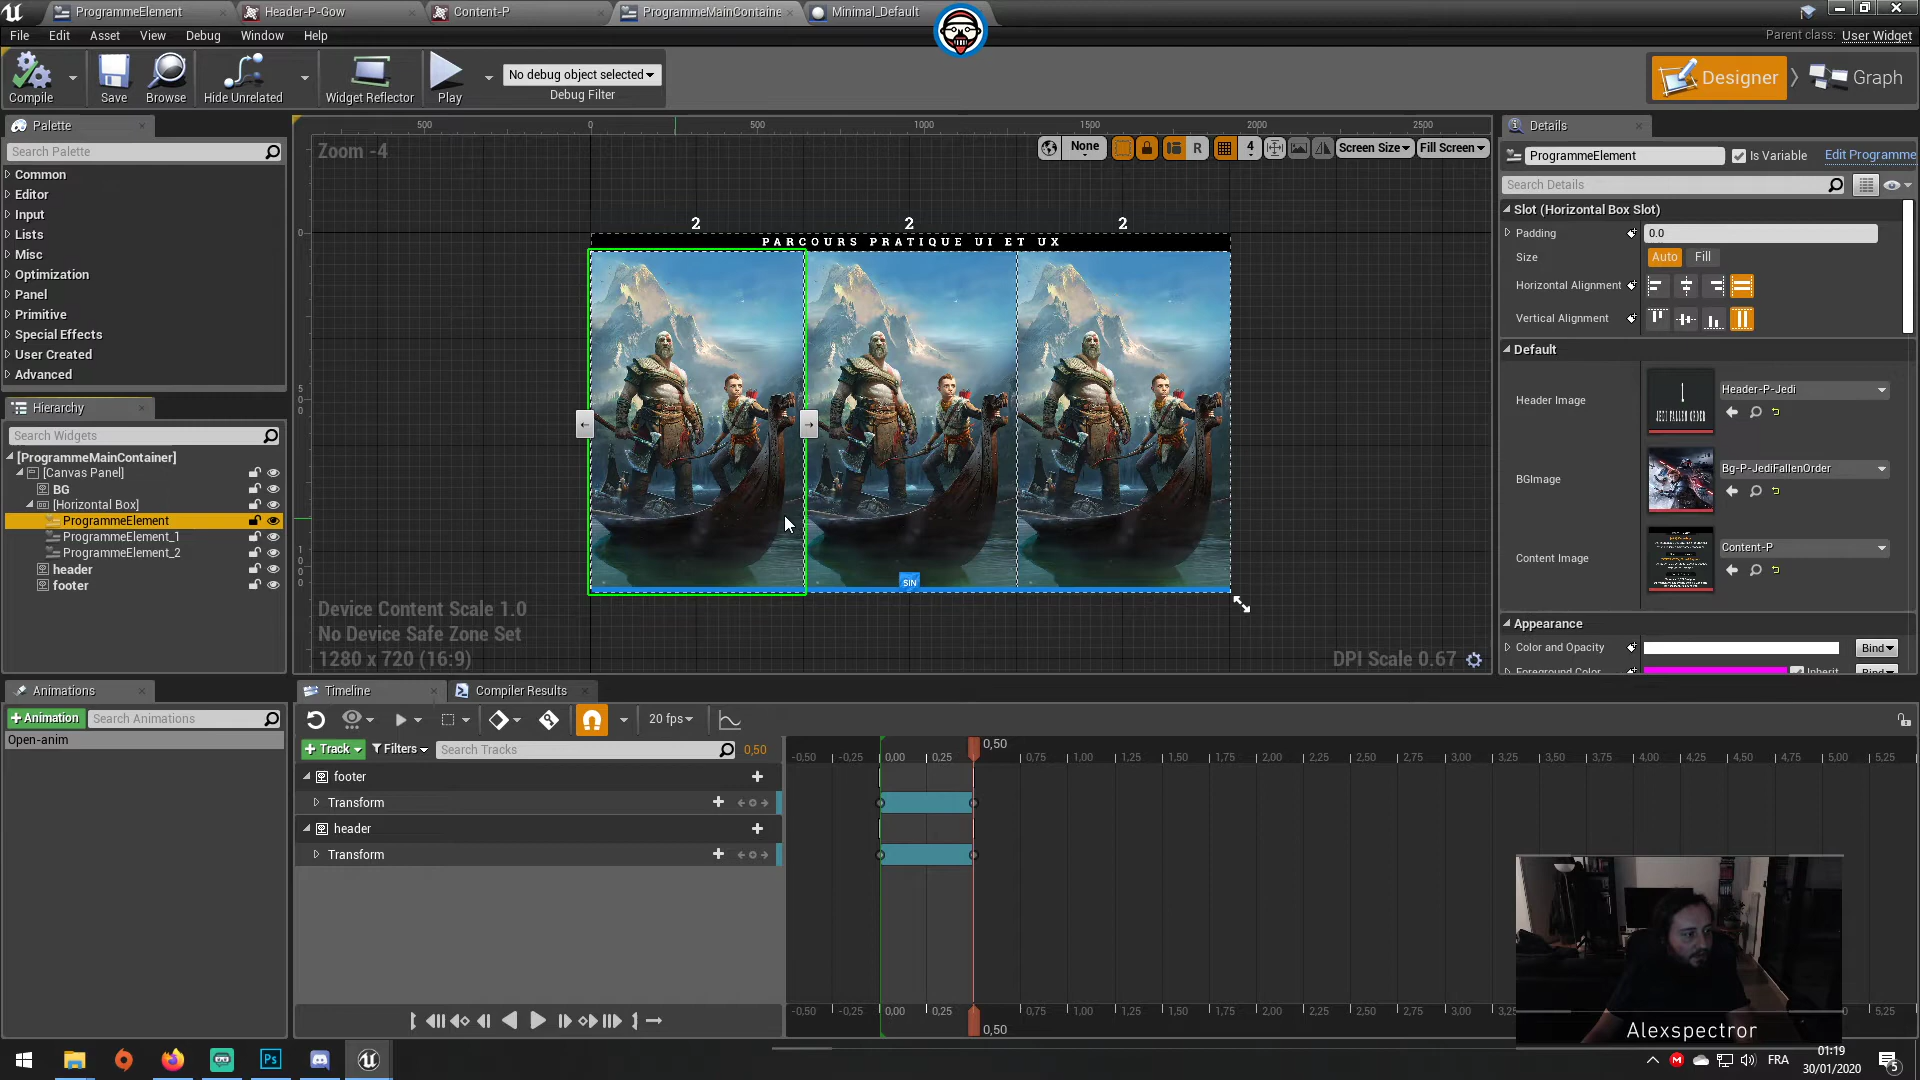 ProgrammeElement
Header-P-Gow
Content-P
ProgrammeMainContaine
Minimal_Default
File
Edit
Asset
View
Debug
Window
Help
Parent class: User Widget
Compile
Save
Browse
Hide Unrelated
Widget Reflector
Play
No debug object selected
Debug Filter
Designer
Graph
Palette
Search Palette
Common
Editor
Input
Lists
Misc
Optimization
Panel
Primitive
Special Effects
User Created
Advanced
Hierarchy
Search Widgets
[ProgrammeMainContainer]
[Canvas Panel]
BG
[Horizontal Box]
ProgrammeElement
ProgrammeElement_1
ProgrammeElement_2
header
footer
500
0
500
1000
1500
2000
2500
Zoom -4
None
R
4
Screen Size
Fill Screen
2
2
2
PARCOURS PRATIQUE UI ET UX
SIN
Device Content Scale 1.0
No Device Safe Zone Set
1280 x 720 (16:9)
DPI Scale 0.67
Details
ProgrammeElement
Is Variable
Edit Programme
Search Details
Slot (Horizontal Box Slot)
Padding
0.0
Size
Auto
Fill
Horizontal Alignment
Vertical Alignment
Default
Header Image
JEDI FALLEN ORDER
Header-P-Jedi
BGImage
Bg-P-JediFallenOrder
Content Image
Content-P
Appearance
Color and Opacity
Bind
Foreground Color
Inherit
Bind
Animations
+Animation
Search Animations
Open-anim
Timeline
Compiler Results
20 fps
+ Track
Filters
Search Tracks
0,50
footer
Transform
header
Transform
0,50
-0,50
-0,25
0,00
0,25
0,75
1,00
1,25
1,50
1,75
2,00
2,25
2,50
2,75
3,00
3,25
3,50
3,75
4,00
4,25
4,50
4,75
5,00
5,25
-0,50
-0,25
0,00
0,25
0,50
0,75
1,00
1,25
1,50
1,75
2,00
2,25
2,50
2,75
3,00
3,25
5,25
Alexspectror
Ps
FRA
01:19
30/01/2020
5